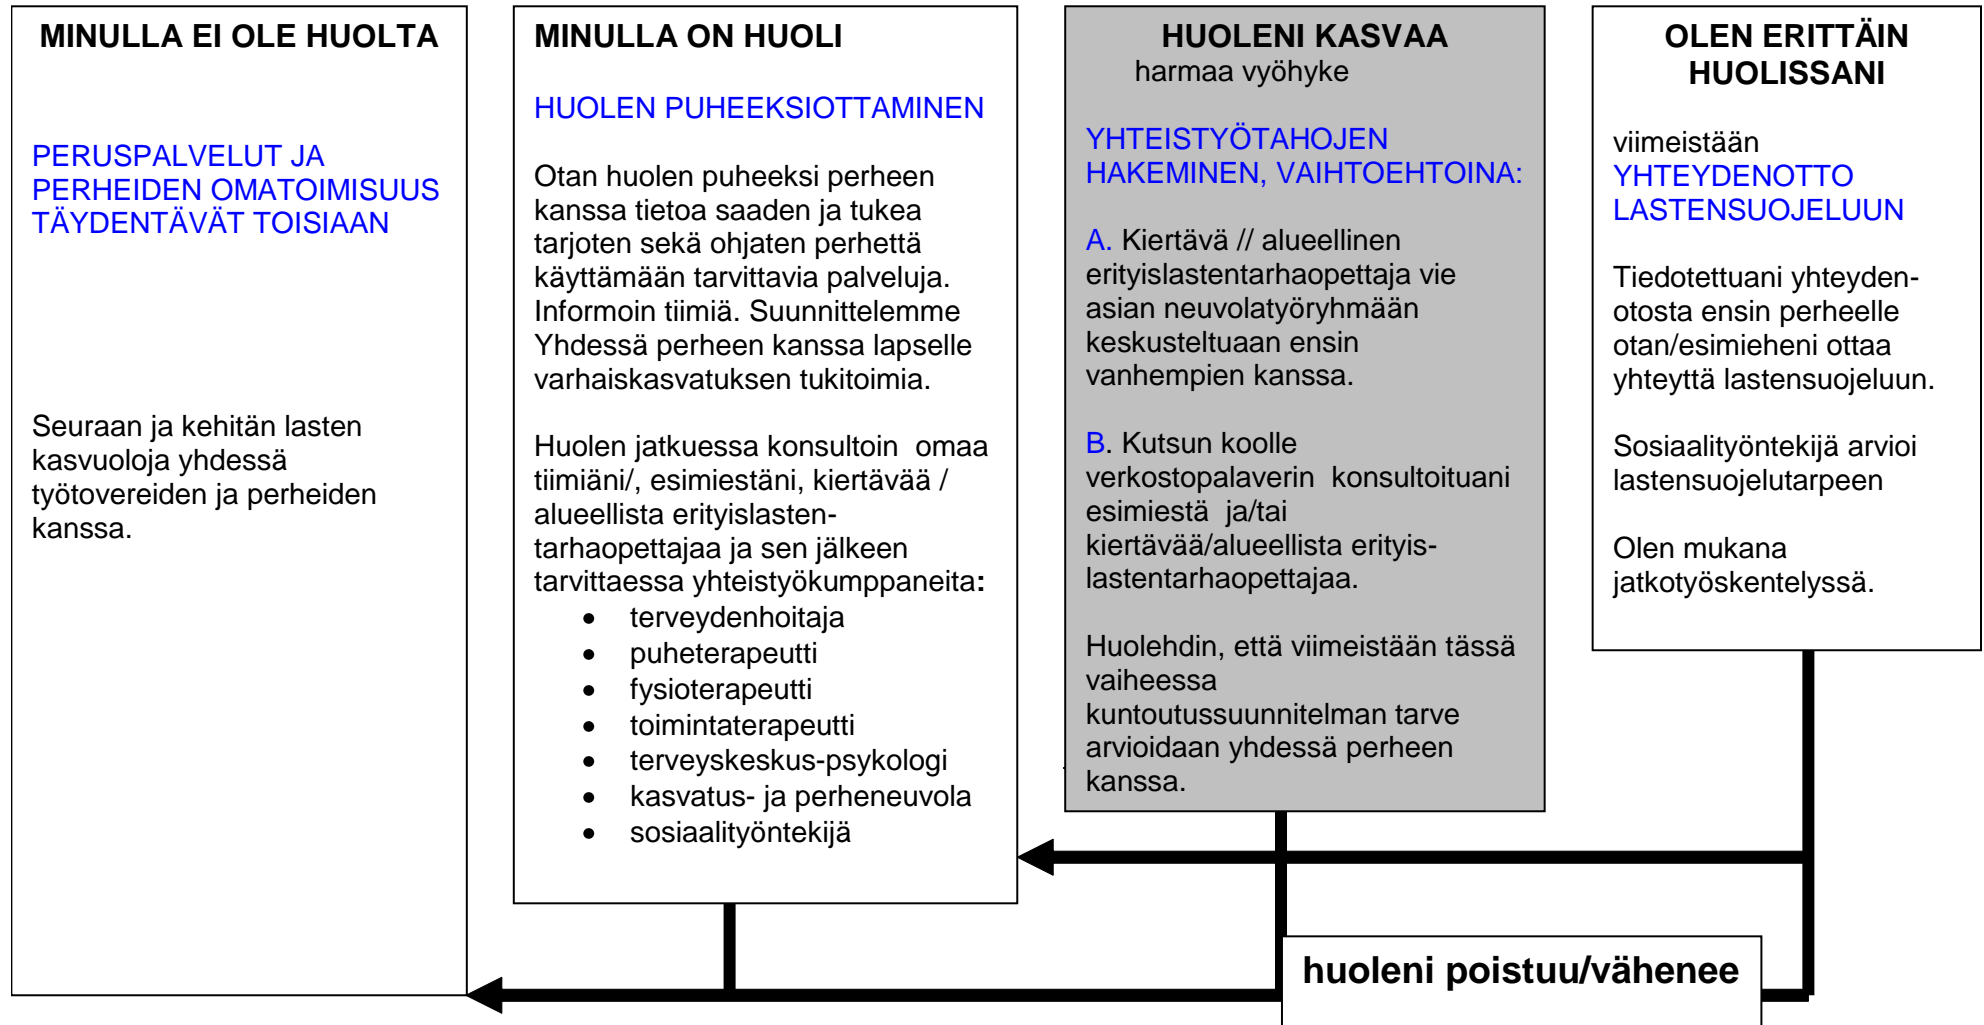 MINULLA EI OLE HUOLTA
PERUSPALVELUT JA
PERHEIDEN OMATOIMISUUS
TÄYDENTÄVÄT TOISIAAN
Seuraan ja kehitän lasten
kasvuoloja yhdessä
työtovereiden ja perheiden
kanssa.
MINULLA ON HUOLI
HUOLEN PUHEEKSIOTTAMINEN
Otan huolen puheeksi perheen
kanssa tietoa saaden ja tukea
tarjoten sekä ohjaten perhettä
käyttämään tarvittavia palveluja.
Informoin tiimiä. Suunnittelemme
Yhdessä perheen kanssa lapselle
varhaiskasvatuksen tukitoimia.
Huolen jatkuessa konsultoin omaa
tiimiäni/, esimiestäni, kiertävää /
alueellista erityislasten-
tarhaopettajaa ja sen jälkeen
tarvittaessa yhteistyökumppaneita:
• terveydenhoitaja
• puheterapeutti
• fysioterapeutti
• toimintaterapeutti
• terveyskeskus-psykologi
• kasvatus- ja perheneuvola
• sosiaalityöntekijä
HUOLENI KASVAA
harmaa vyöhyke
YHTEISTYÖTAHOJEN
HAKEMINEN, VAIHTOEHTOINA:
A. Kiertävä // alueellinen
erityislastentarhaopettaja vie
asian neuvolatyöryhmään
keskusteltuaan ensin
vanhempien kanssa.
B. Kutsun koolle
verkostopalaverin konsultoituani
esimiestä ja/tai
kiertävää/alueellista erityis-
lastentarhaopettajaa.
Huolehdin, että viimeistään tässä
vaiheessa
kuntoutussuunnitelman tarve
arvioidaan yhdessä perheen
kanssa.
OLEN ERITTÄIN
HUOLISSANI
viimeistään
YHTEYDENOTTO
LASTENSUOJELUUN
Tiedotettuani yhteyden-
otosta ensin perheelle
otan/esimieheni ottaa
yhteyttä lastensuojeluun.
Sosiaalityöntekijä arvioi
lastensuojelutarpeen
Olen mukana
jatkotyöskentelyssä.
huoleni poistuu/vähenee